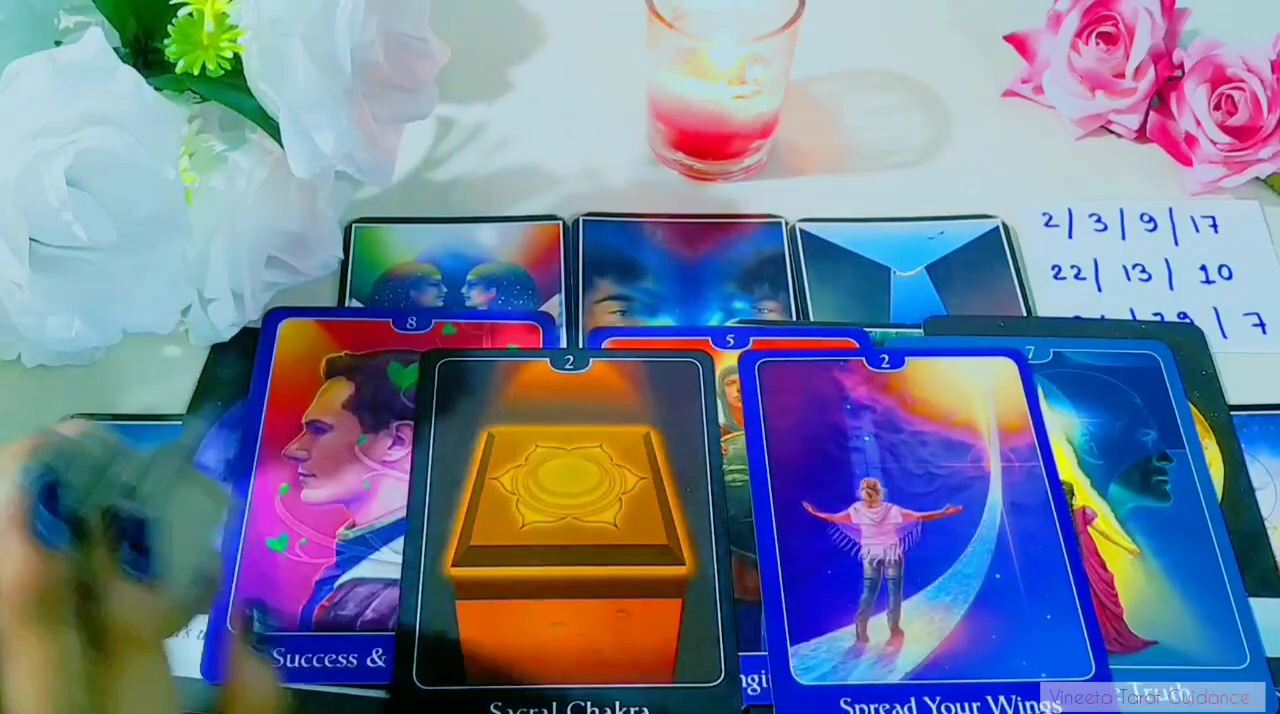 2 / 3 / 9 / 17
22 / 13 / 10
/ 7
8
5
2
2
7
Success &
Sacral Chakra
Spread Your Wings
Truth
Vineeta Tarot Guidance